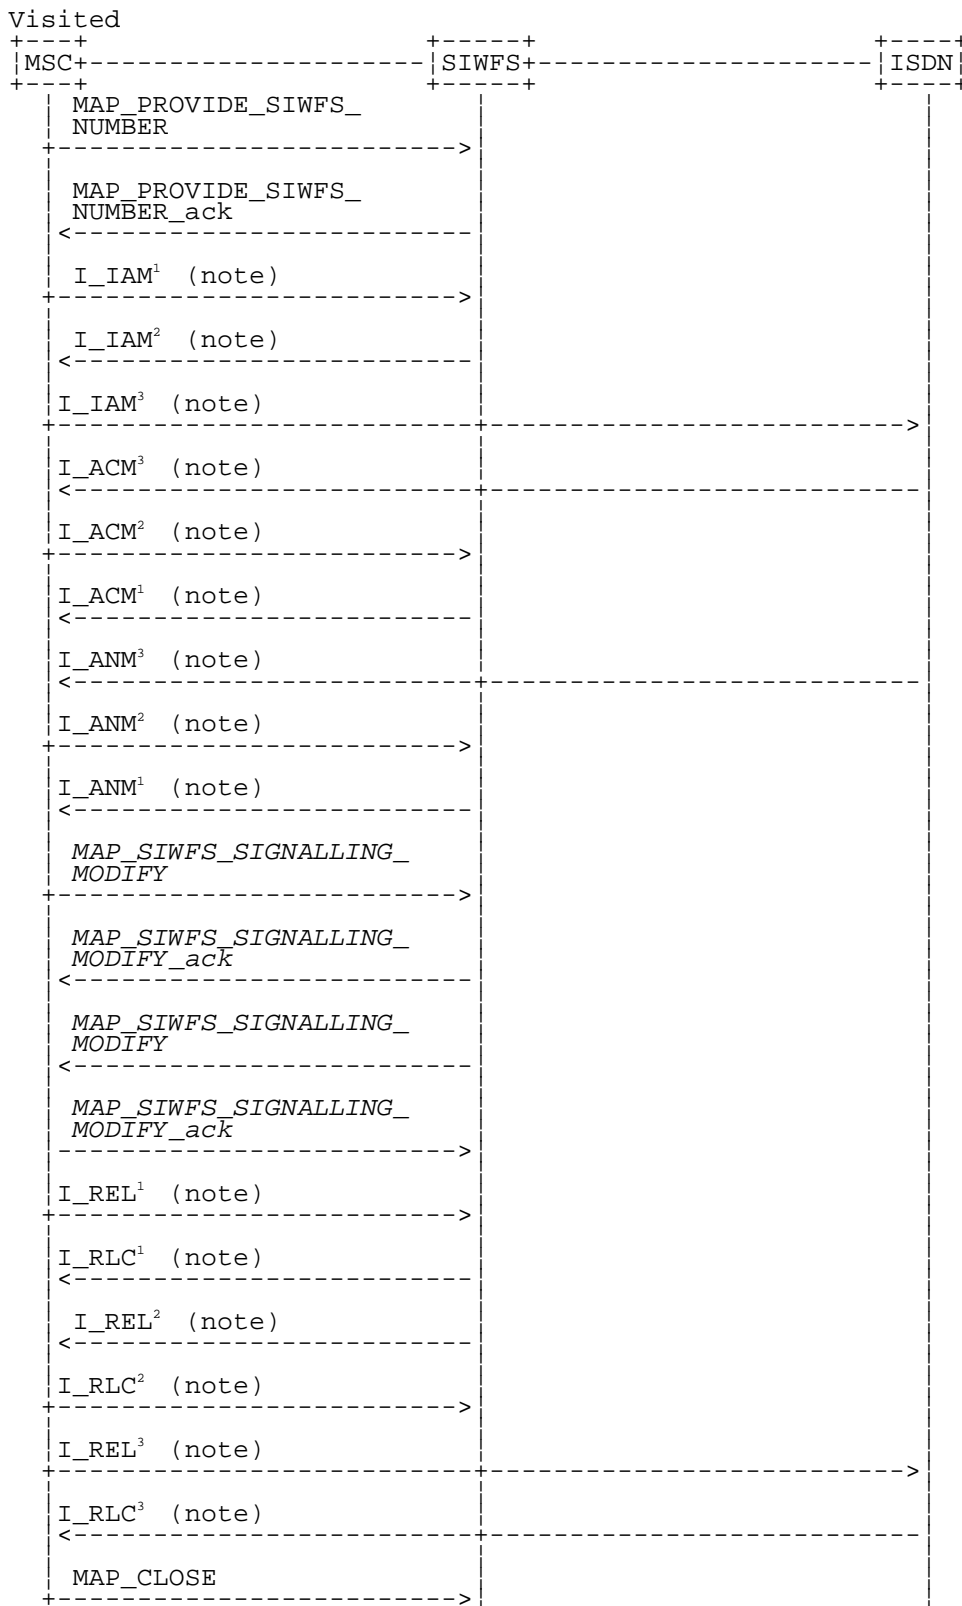 Visited
MSC SIWFS ISDN
MAP_PROVIDE_SIWFS_
NUMBER
MAP_PROVIDE_SIWFS_
NUMBER_ack
I_IAM¹ (note)
I_IAM² (note)
I_IAM³ (note)
I_ACM³ (note)
I_ACM² (note)
I_ACM¹ (note)
I_ANM³ (note)
I_ANM² (note)
I_ANM¹ (note)
MAP_SIWFS_SIGNALLING_
MODIFY
MAP_SIWFS_SIGNALLING_
MODIFY_ack
MAP_SIWFS_SIGNALLING_
MODIFY
MAP_SIWFS_SIGNALLING_
MODIFY_ack
I_REL¹ (note)
I_RLC¹ (note)
I_REL² (note)
I_RLC² (note)
I_REL³ (note)
I_RLC³ (note)
MAP_CLOSE